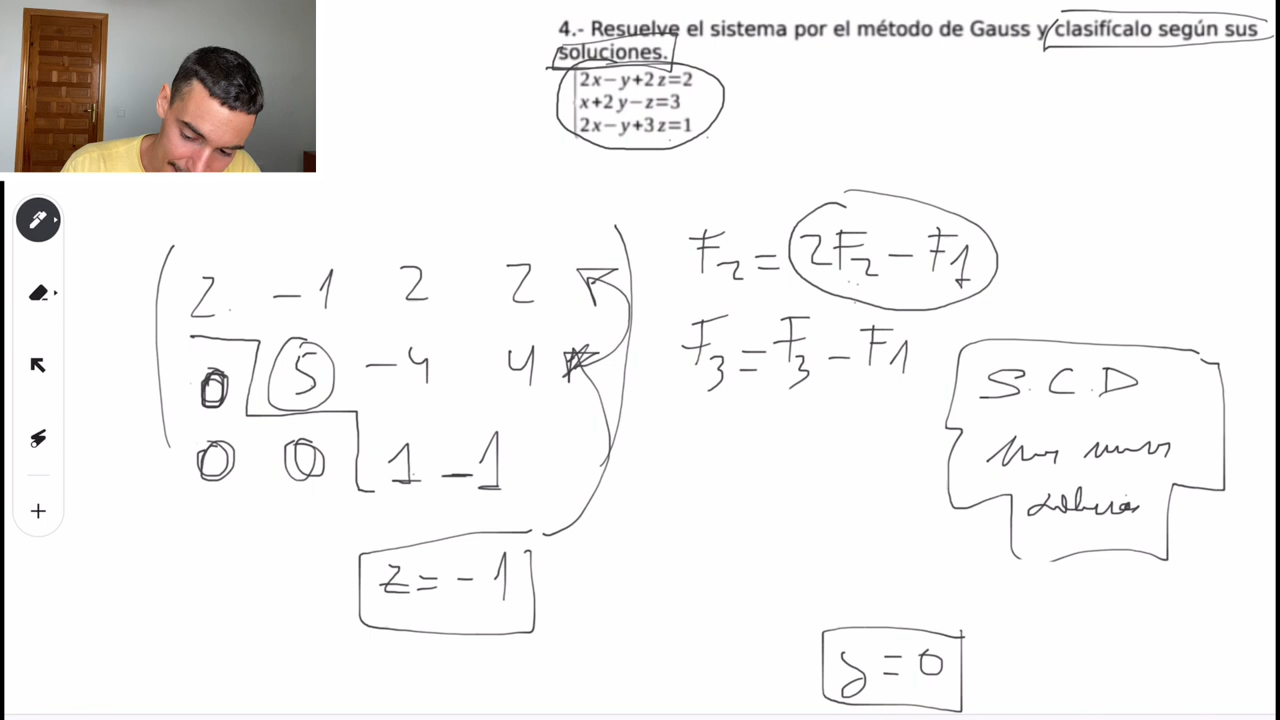 4.- Resuelve el sistema por el método de Gauss y clasifícalo según sus
soluciones.
2x−y+2z=2
x+2y−z=3
2x−y+3z=1
2 -1 2 2
0 5 -4 4
0 0 1 -1
F2 = 2F2 - F1
F3 = F3 - F1
S.C.D
z = -1
y = 0